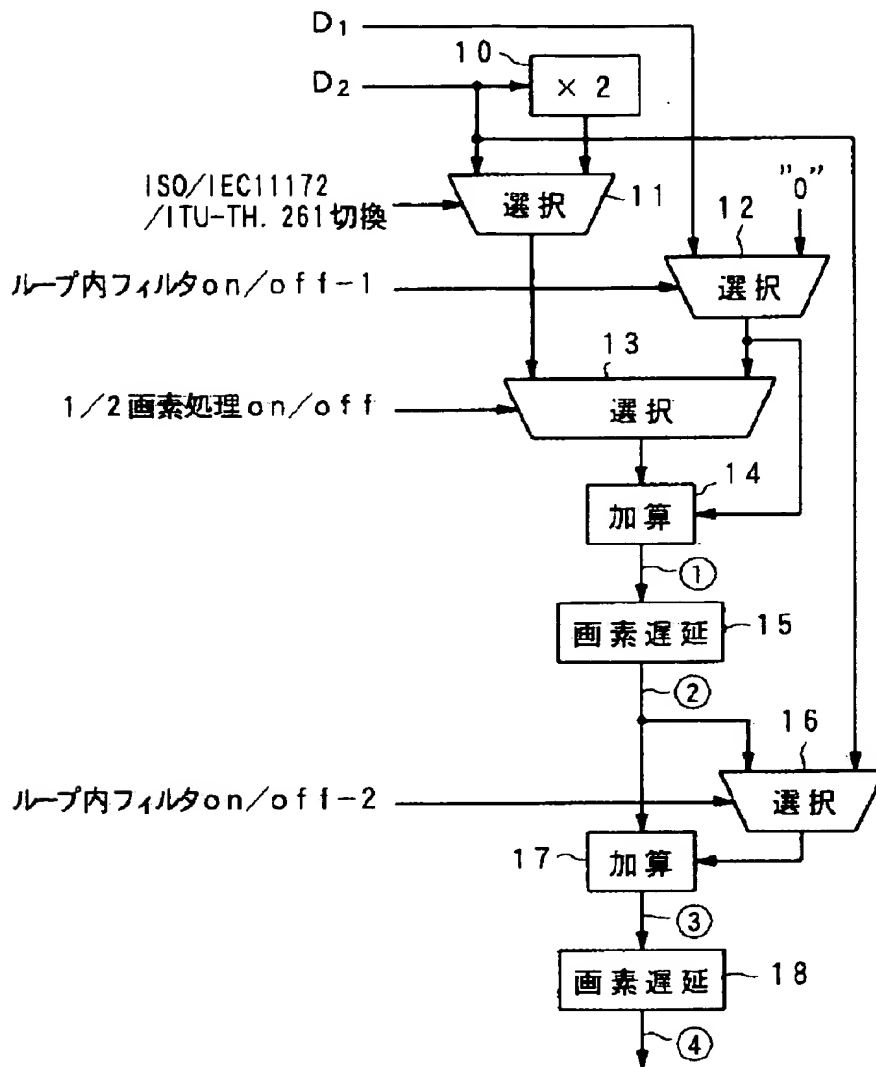 D1
10
D2
×2
ISO/IEC11172
/ITU-TH.261切換
選択
11
"0"
12
ループ内フィルタon/off-1
選択
13
1/2画素処理on/off
選択
14
加算
①
画素遅延
15
②
16
ループ内フィルタon/off-2
選択
17
加算
③
画素遅延
18
④